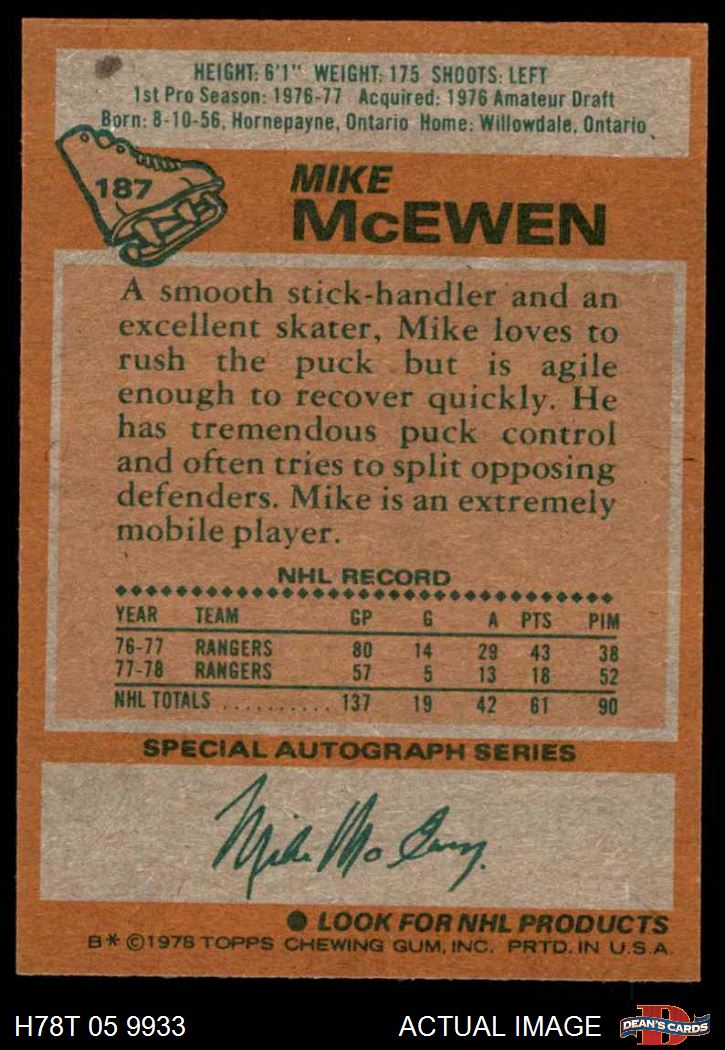 HEIGHT: 6'1" WEIGHT: 175 SHOOTS: LEFT
1st Pro Season: 1976-77 Acquired: 1976 Amateur Draft
Born: 8-10-56, Hornepayne, Ontario Home: Willowdale, Ontario
187
MIKE
McEWEN
A smooth stick-handler and an
excellent skater, Mike loves to
rush the puck but is agile
enough to recover quickly. He
has tremendous puck control
and often tries to split opposing
defenders. Mike is an extremely
mobile player.
NHL RECORD
YEAR TEAM GP G A PTS PIM
76-77 RANGERS 80 14 29 43 38
77-78 RANGERS 57 5 13 18 52
NHL TOTALS .......... 137 19 42 61 90
SPECIAL AUTOGRAPH SERIES
Mike McEwen
● LOOK FOR NHL PRODUCTS
B* ©1978 TOPPS CHEWING GUM, INC. PRTD. IN U.S.A.
H78T 05 9933
ACTUAL IMAGE
D
DEAN'S CARDS